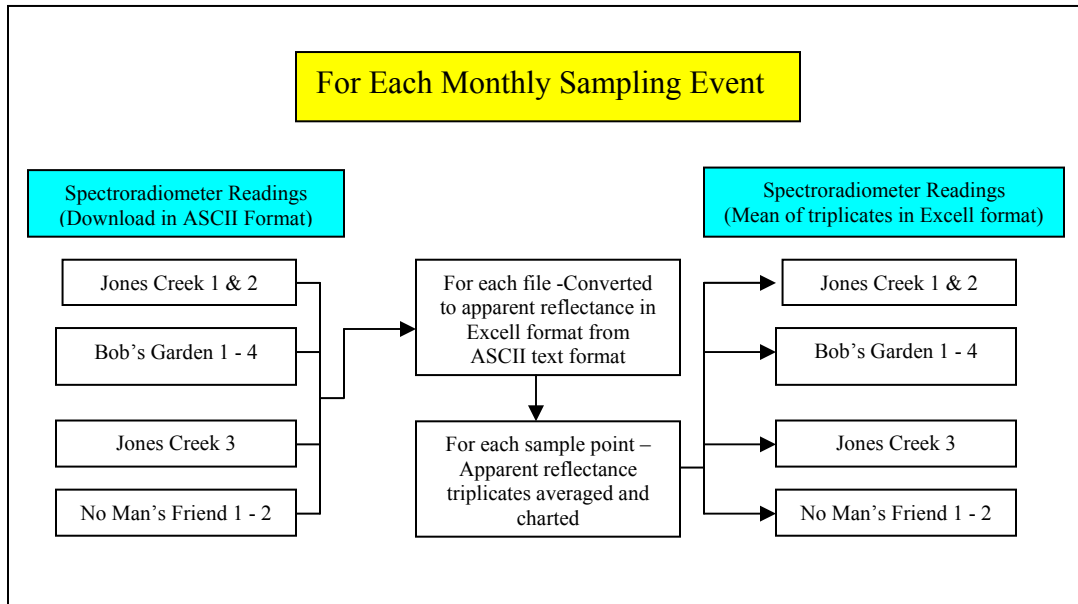 For Each Monthly Sampling Event
Spectroradiometer Readings
(Download in ASCII Format)
Jones Creek 1 & 2
Bob’s Garden 1 - 4
Jones Creek 3
No Man’s Friend 1 - 2
For each file -Converted
to apparent reflectance in
Excell format from
ASCII text format
For each sample point –
Apparent reflectance
triplicates averaged and
charted
Spectroradiometer Readings
(Mean of triplicates in Excell format)
Jones Creek 1 & 2
Bob’s Garden 1 - 4
Jones Creek 3
No Man’s Friend 1 - 2